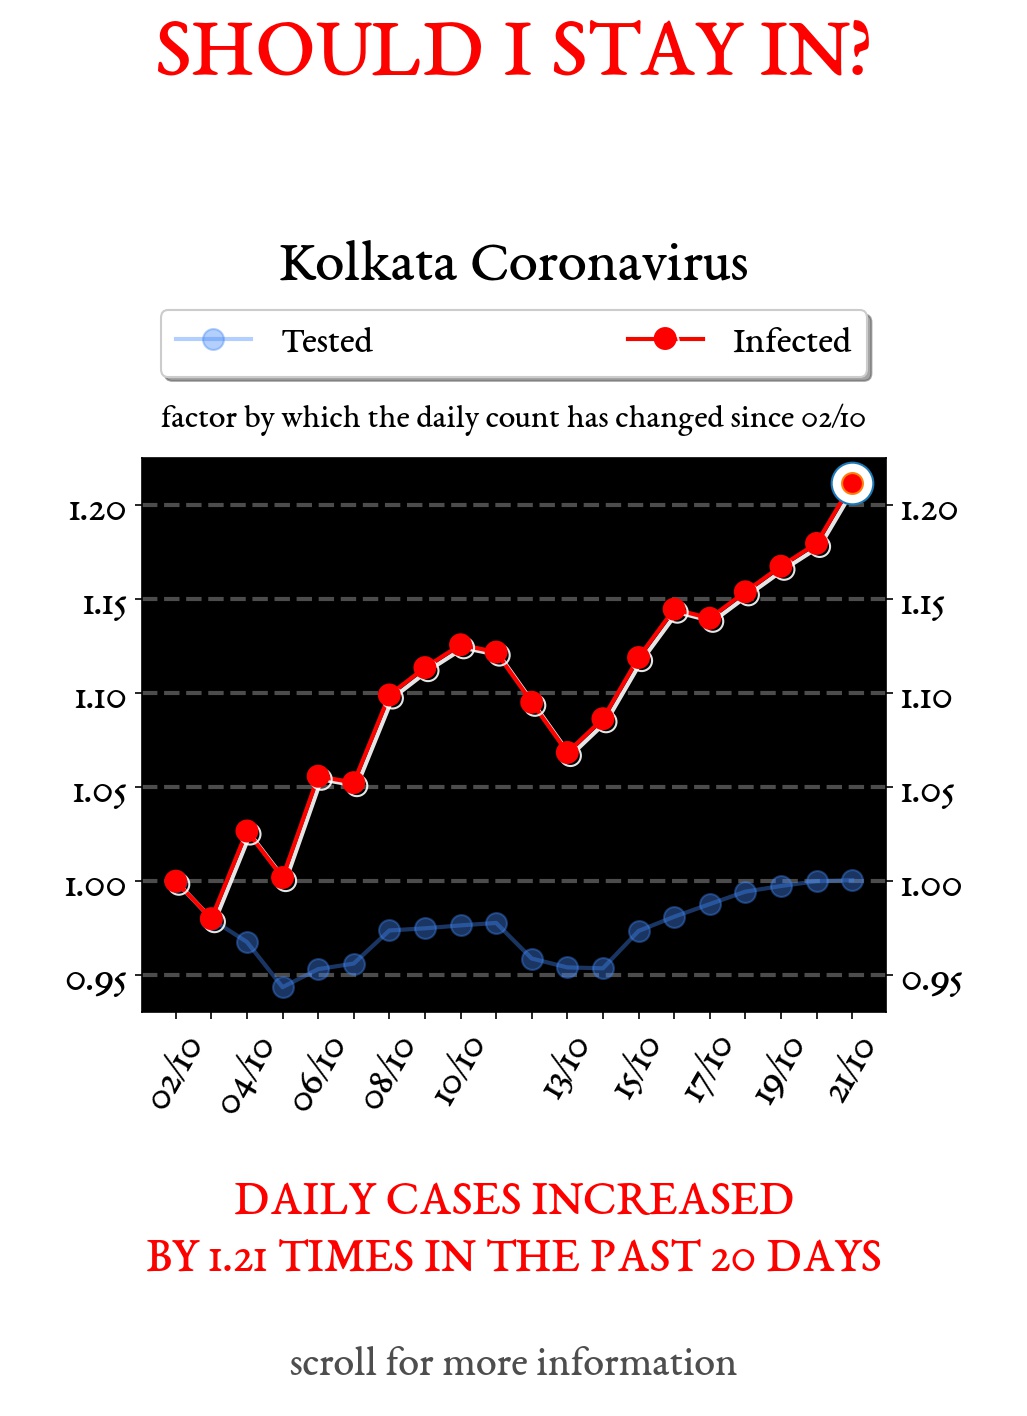 SHOULD I STAY IN?
Kolkata Coronavirus
Tested Infected
factor by which the daily count has changed since 02/10
1.20 1.20
1.15 1.15
1.10 1.10
1.05 1.05
1.00 1.00
0.95 0.95
02/10 04/10 06/10 08/10 10/10 13/10 15/10 17/10 19/10 21/10
DAILY CASES INCREASED
BY 1.21 TIMES IN THE PAST 20 DAYS
scroll for more information